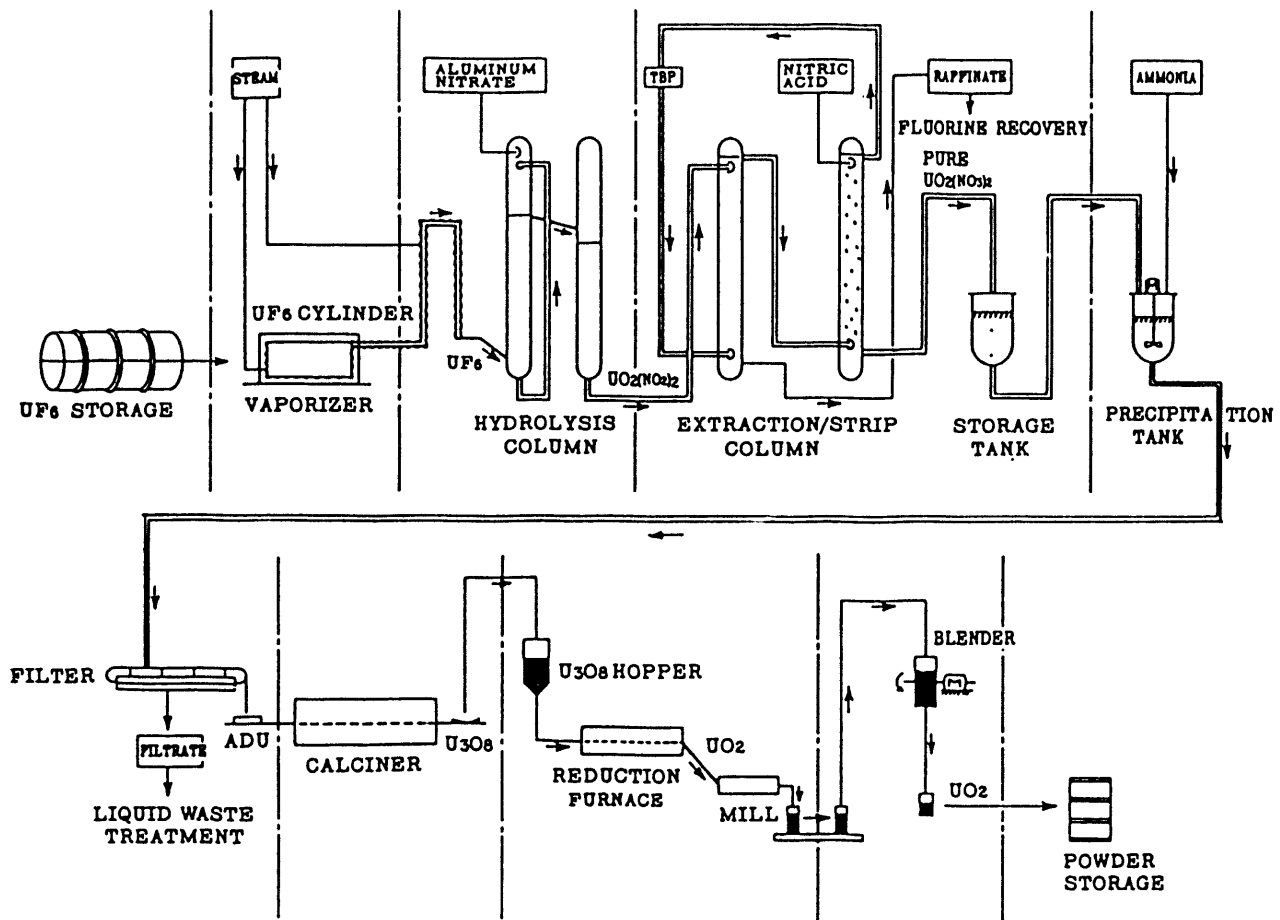 STEAM
ALUMINUM
NITRATE
TBP
NITRIC
ACID
RAFFINATE
AMMONIA
FLUORINE RECOVERY
PURE
UO2(NO3)2
UF6 CYLINDER
UF6
UF6 STORAGE
VAPORIZER
UO2(NO2)2
HYDROLYSIS
COLUMN
EXTRACTION/STRIP
COLUMN
STORAGE
TANK
PRECIPITATION
TANK
FILTER
FILTRATE
LIQUID WASTE
TREATMENT
ADU
CALCINER
U3O8
U3O8 HOPPER
REDUCTION
FURNACE
UO2
MILL
BLENDER
M
UO2
POWDER
STORAGE